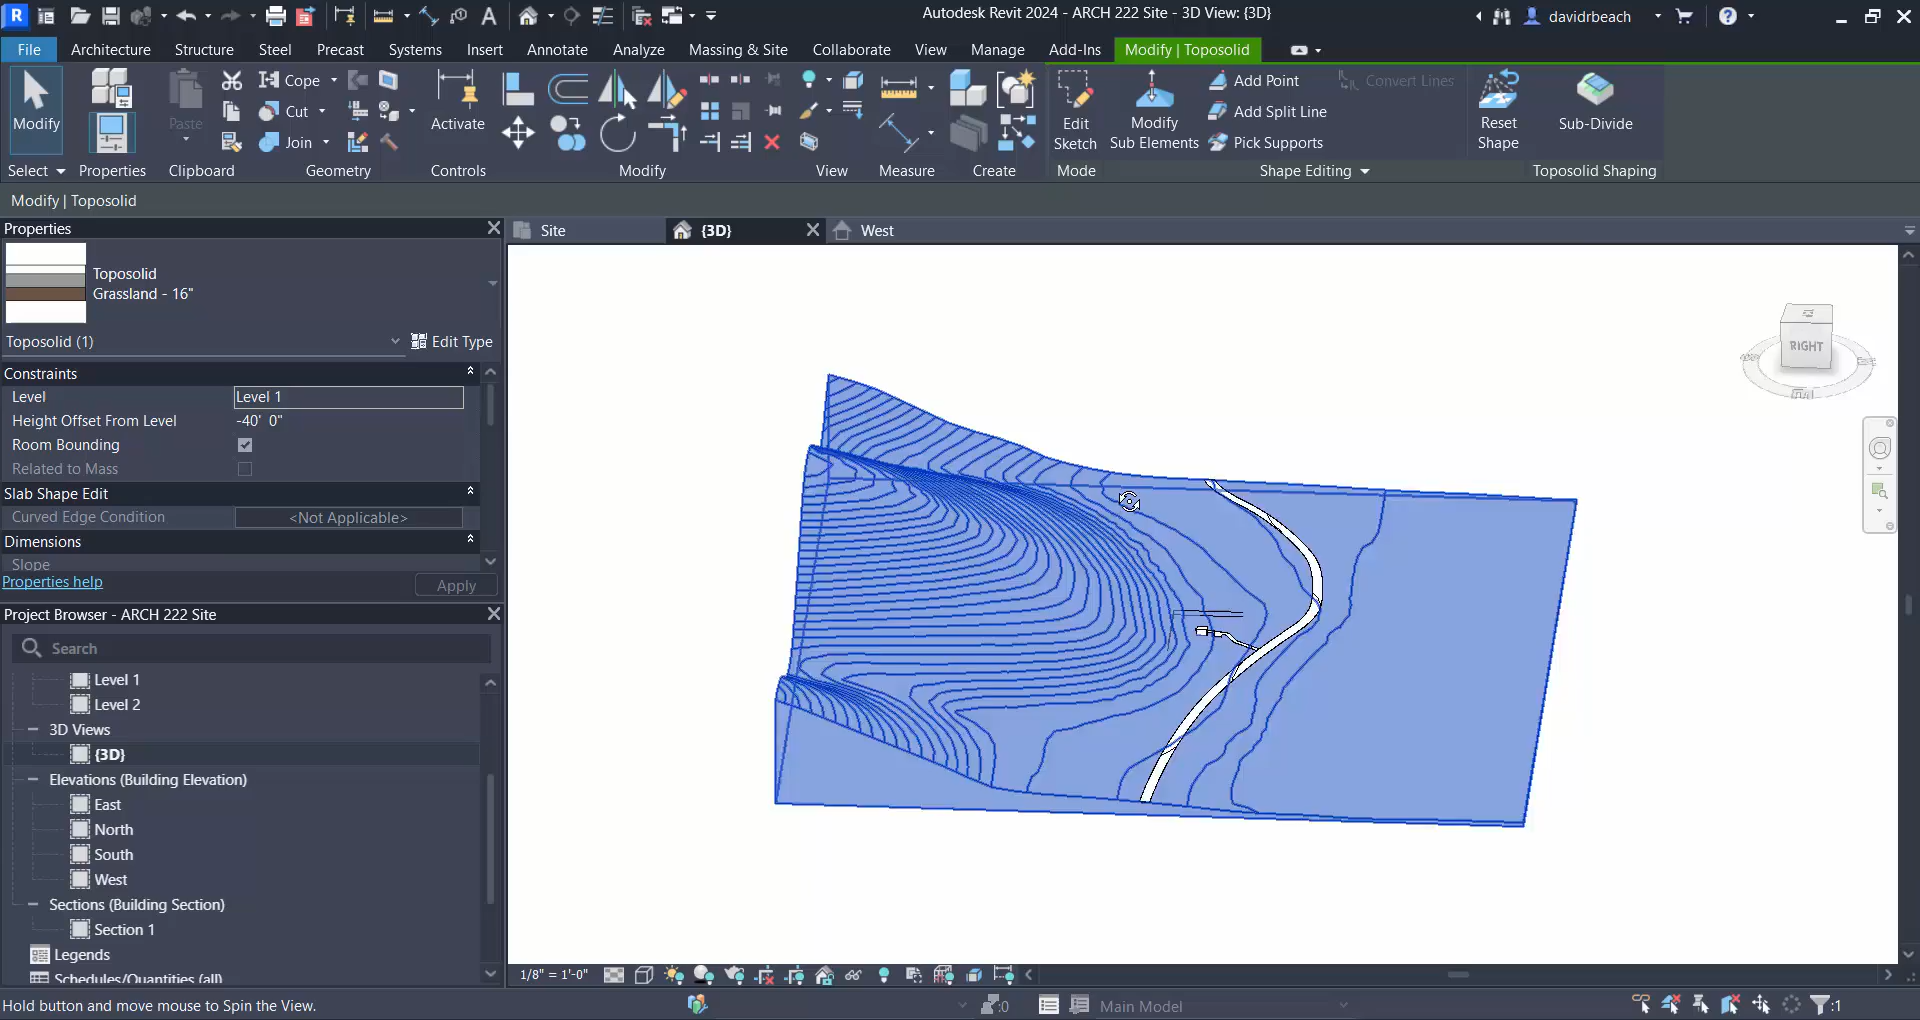 Autodesk Revit 2024 - ARCH 222 Site - 3D View: {3D}
davidrbeach
File Architecture Structure Steel Precast Systems Insert Annotate Analyze Massing & Site Collaborate View Manage Add-Ins Modify | Toposolid
Modify
Paste
Cope
Cut
Join
Activate
Edit Sketch
Modify Sub Elements
Add Point
Add Split Line
Pick Supports
Convert Lines
Reset Shape
Sub-Divide
Select Properties Clipboard Geometry Controls Modify View Measure Create Mode Shape Editing Toposolid Shaping
Modify | Toposolid
Properties
Toposolid
Grassland - 16"
Toposolid (1)
Edit Type
Constraints
Level
Level 1
Height Offset From Level
-40' 0"
Room Bounding
Related to Mass
Slab Shape Edit
Curved Edge Condition
<Not Applicable>
Dimensions
Slope
Properties help
Apply
Project Browser - ARCH 222 Site
Search
Level 1
Level 2
3D Views
{3D}
Elevations (Building Elevation)
East
North
South
West
Sections (Building Section)
Section 1
Legends
Schedules/Quantities (all)
Site {3D} West
RIGHT
1/8" = 1'-0"
Hold button and move mouse to Spin the View.
:0
Main Model
:1